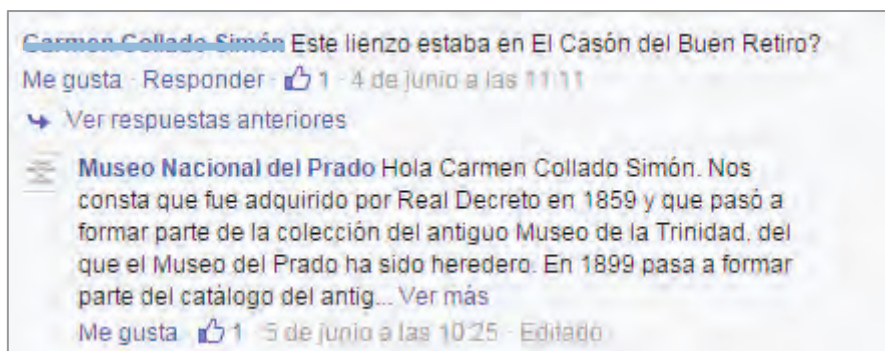 Carmen Collado Simón Este lienzo estaba en El Casón del Buen Retiro?
Me gusta · Responder · 1 · 4 de junio a las 11:11
Ver respuestas anteriores
Museo Nacional del Prado Hola Carmen Collado Simón. Nos
consta que fue adquirido por Real Decreto en 1859 y que pasó a
formar parte de la colección del antiguo Museo de la Trinidad, del
que el Museo del Prado ha sido heredero. En 1899 pasa a formar
parte del catálogo del antig... Ver más
Me gusta · 1 · 5 de junio a las 10:25 · Editado